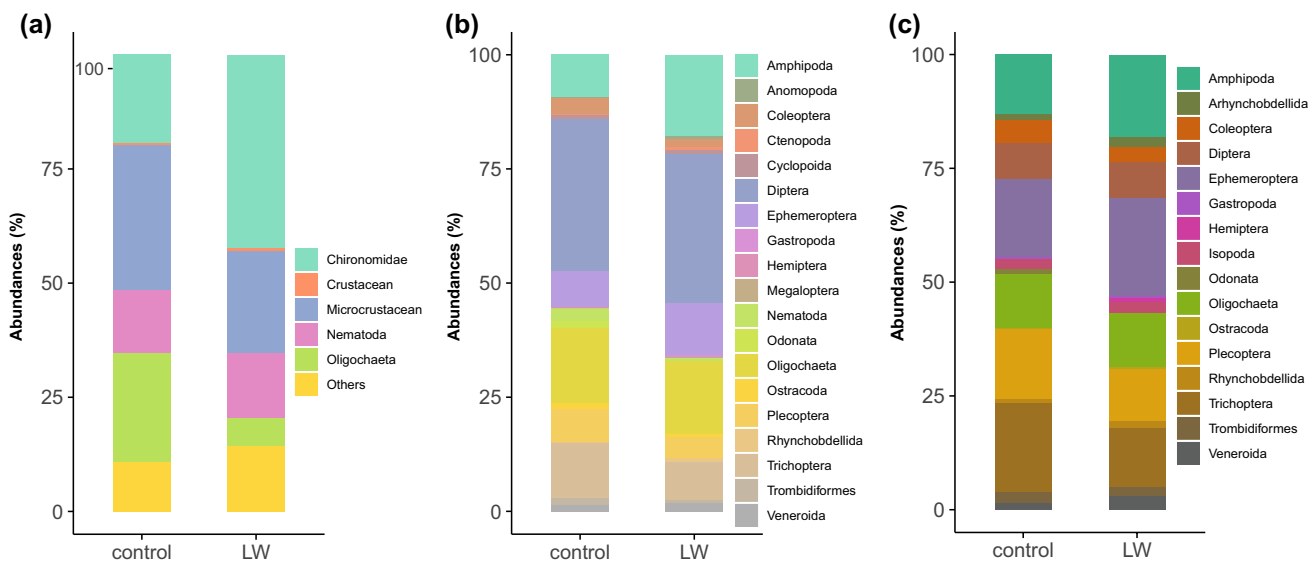 (a)
Abundances (%)
100
75
50
25
0
control
LW
Chironomidae
Crustacean
Microcrustacean
Nematoda
Oligochaeta
Others
(b)
Abundances (%)
100
75
50
25
0
control
LW
Amphipoda
Anomopoda
Coleoptera
Ctenopoda
Cyclopoida
Diptera
Ephemeroptera
Gastropoda
Hemiptera
Megaloptera
Nematoda
Odonata
Oligochaeta
Ostracoda
Plecoptera
Rhynchobdellida
Trichoptera
Trombidiformes
Veneroida
(c)
Abundances (%)
100
75
50
25
0
control
LW
Amphipoda
Arhynchobdellida
Coleoptera
Diptera
Ephemeroptera
Gastropoda
Hemiptera
Isopoda
Odonata
Oligochaeta
Ostracoda
Plecoptera
Rhynchobdellida
Trichoptera
Trombidiformes
Veneroida